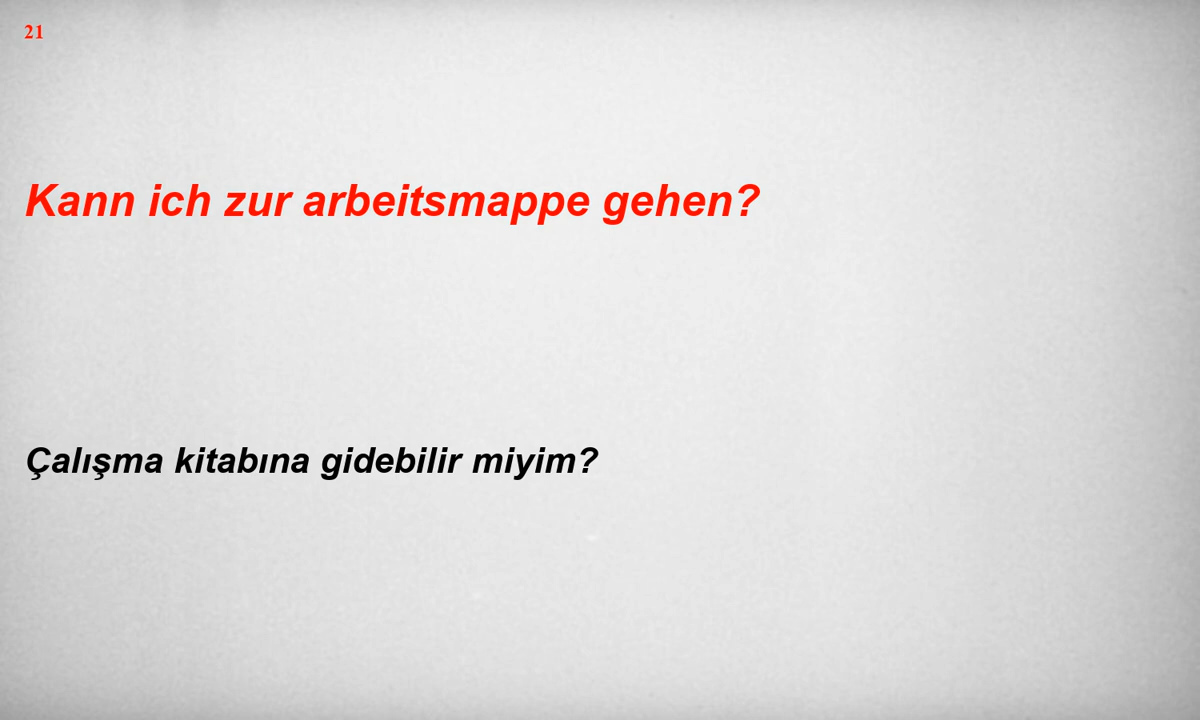 21
Kann ich zur arbeitsmappe gehen?
Çalışma kitabına gidebilir miyim?